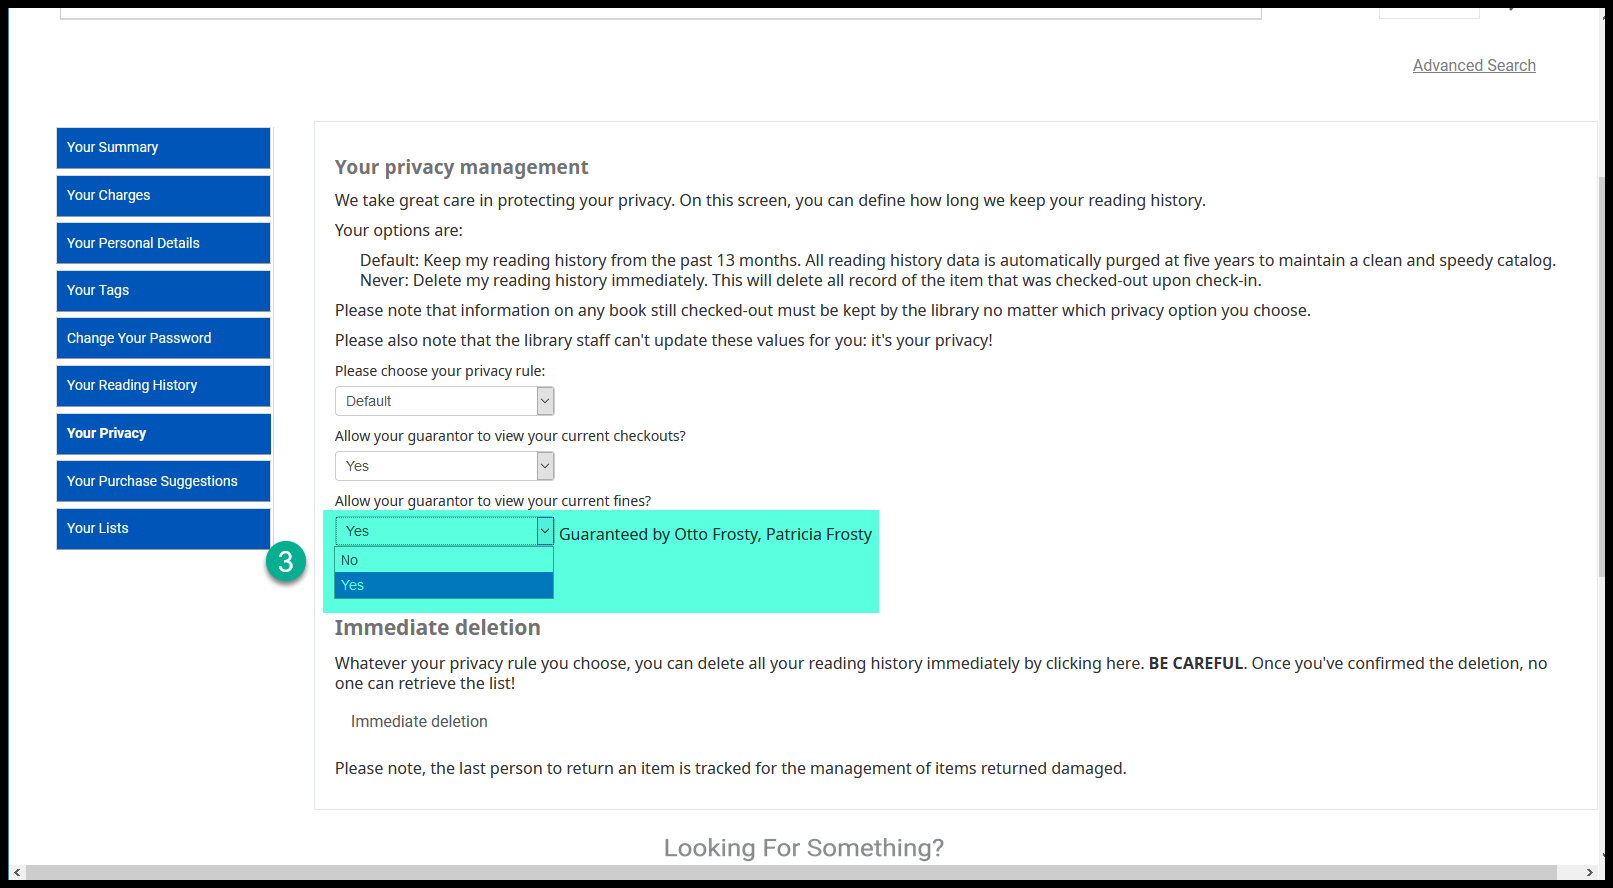 Advanced Search
Your Summary
Your Charges
Your Personal Details
Your Tags
Change Your Password
Your Reading History
Your Privacy
Your Purchase Suggestions
Your Lists
Your privacy management
We take great care in protecting your privacy. On this screen, you can define how long we keep your reading history.
Your options are:
Default: Keep my reading history from the past 13 months. All reading history data is automatically purged at five years to maintain a clean and speedy catalog.
Never: Delete my reading history immediately. This will delete all record of the item that was checked-out upon check-in.
Please note that information on any book still checked-out must be kept by the library no matter which privacy option you choose.
Please also note that the library staff can't update these values for you: it's your privacy!
Please choose your privacy rule:
Default
Allow your guarantor to view your current checkouts?
Yes
Allow your guarantor to view your current fines?
Yes Guaranteed by Otto Frosty, Patricia Frosty
No
3
Yes
Immediate deletion
Whatever your privacy rule you choose, you can delete all your reading history immediately by clicking here. BE CAREFUL. Once you've confirmed the deletion, no
one can retrieve the list!
Immediate deletion
Please note, the last person to return an item is tracked for the management of items returned damaged.
Looking For Something?